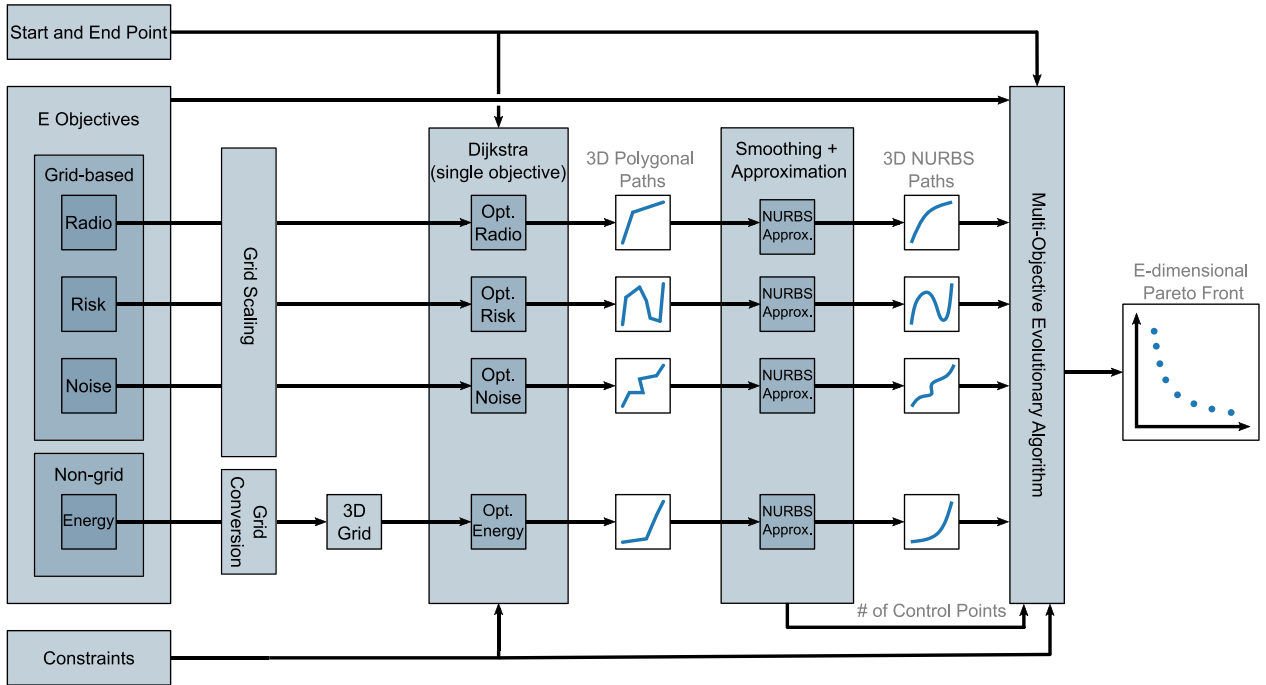 Start and End Point
E Objectives
Grid-based
Radio
Risk
Noise
Non-grid
Energy
Constraints
Grid Scaling
Grid
Conversion
3D
Grid
Dijkstra
(single objective)
Opt.
Radio
Opt.
Risk
Opt.
Noise
Opt.
Energy
3D Polygonal
Paths
Smoothing +
Approximation
NURBS
Approx.
NURBS
Approx.
NURBS
Approx.
NURBS
Approx.
3D NURBS
Paths
# of Control Points
Multi-Objective Evolutionary Algorithm
E-dimensional
Pareto Front